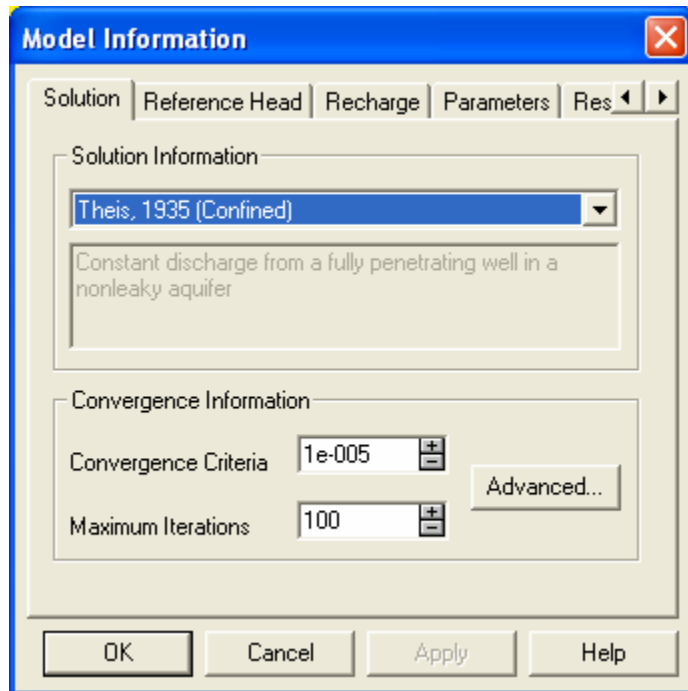 Model Information
Solution Reference Head Recharge Parameters Res
Solution Information
Theis, 1935 (Confined)
Constant discharge from a fully penetrating well in a
nonleaky aquifer
Convergence Information
Convergence Criteria 1e-005
Advanced...
Maximum Iterations 100
OK Cancel Apply Help